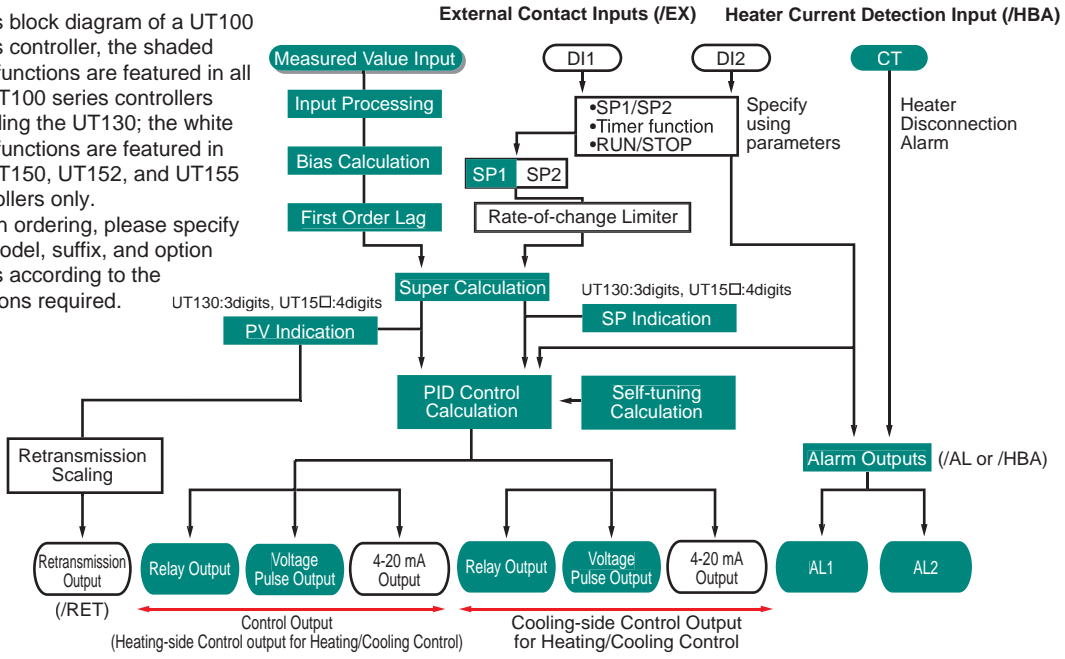 External Contact Inputs (/EX)
Heater Current Detection Input (/HBA)
block diagram of a UT100
controller, the shaded
functions are featured in all
T100 series controllers
ding the UT130; the white
functions are featured in
T150, UT152, and UT155
ollers only.
ordering, please specify
odel, suffix, and option
according to the
ons required.
Measured Value Input
Input Processing
Bias Calculation
First Order Lag
DI1
DI2
CT
•SP1/SP2
•Timer function
•RUN/STOP
Specify
using
parameters
Heater
Disconnection
Alarm
SP1
SP2
Rate-of-change Limiter
Super Calculation
UT130:3digits, UT15□:4digits
PV Indication
UT130:3digits, UT15□:4digits
SP Indication
PID Control
Calculation
Self-tuning
Calculation
Retransmission
Scaling
Alarm Outputs
(/AL or /HBA)
Retransmission
Output
(/RET)
Relay Output
Voltage
Pulse Output
4-20 mA
Output
Relay Output
Voltage
Pulse Output
4-20 mA
Output
AL1
AL2
Control Output
(Heating-side Control output for Heating/Cooling Control)
Cooling-side Control Output
for Heating/Cooling Control